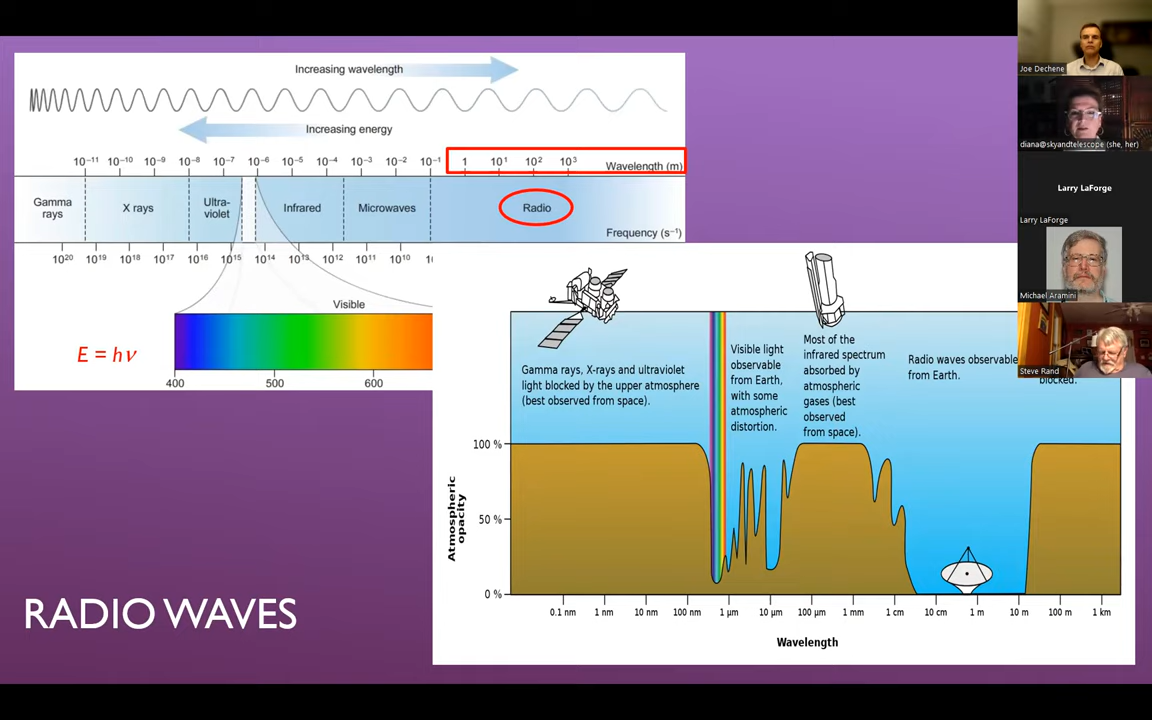 Increasing wavelength
Increasing energy
10⁻¹¹ 10⁻¹⁰ 10⁻⁹ 10⁻⁸ 10⁻⁷ 10⁻⁶ 10⁻⁵ 10⁻⁴ 10⁻³ 10⁻² 10⁻¹ 1 10¹ 10² 10³ Wavelength (m)
Gamma
rays
X rays
Ultra-
violet
Infrared
Microwaves
Radio
Frequency (s⁻¹)
10²⁰ 10¹⁹ 10¹⁸ 10¹⁷ 10¹⁶ 10¹⁵ 10¹⁴ 10¹³ 10¹² 10¹¹ 10¹⁰
Visible
E = hν
400 500 600
Gamma rays, X-rays and ultraviolet
light blocked by the upper atmosphere
(best observed from space).
Visible light
observable
from Earth,
with some
atmospheric
distortion.
Most of the
infrared spectrum
absorbed by
atmospheric
gases (best
observed
from space).
Radio waves observable
from Earth.
blocked.
100 %
50 %
0 %
Atmospheric
opacity
0.1 nm 1 nm 10 nm 100 nm 1 μm 10 μm 100 μm 1 mm 1 cm 10 cm 1 m 10 m 100 m 1 km
Wavelength
RADIO WAVES
Joe Dechene
diana@skyandtelescope (she, her)
Larry LaForge
Larry LaForge
Michael Aramini
Steve Rand